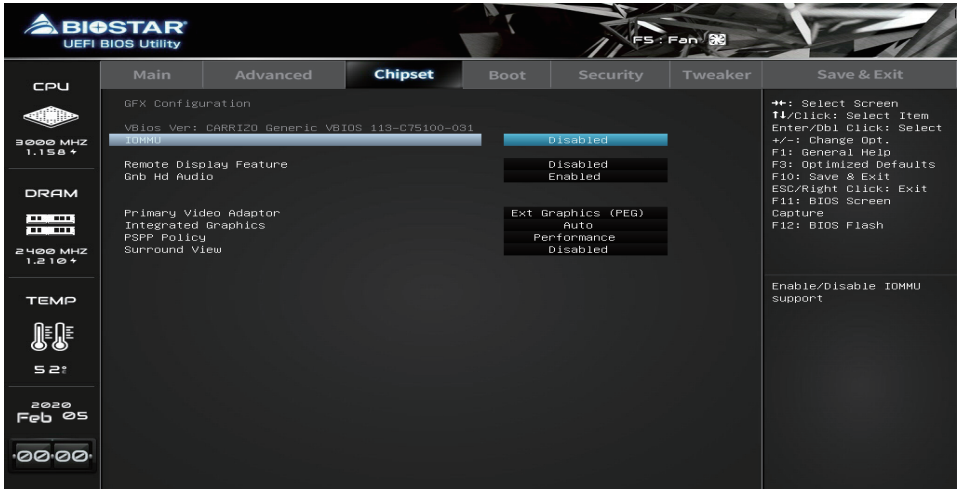 BIOSTAR
UEFI BIOS Utility
F5 : Fan
Main Advanced Chipset Boot Security Tweaker Save & Exit
CPU
3000 MHZ
1.158 +
DRAM
2400 MHZ
1.210 +
TEMP
52°
2020
Feb 05
00:00
GFX Configuration
VBios Ver: CARRIZO Generic VBIOS 113-C75100-031
IOMMU Disabled
Remote Display Feature Disabled
Gnb Hd Audio Enabled
Primary Video Adaptor Ext Graphics (PEG)
Integrated Graphics Auto
PSPP Policy Performance
Surround View Disabled
→←: Select Screen
↑↓/Click: Select Item
Enter/Dbl Click: Select
+/-: Change Opt.
F1: General Help
F3: Optimized Defaults
F10: Save & Exit
ESC/Right Click: Exit
F11: BIOS Screen
Capture
F12: BIOS Flash
Enable/Disable IOMMU
support